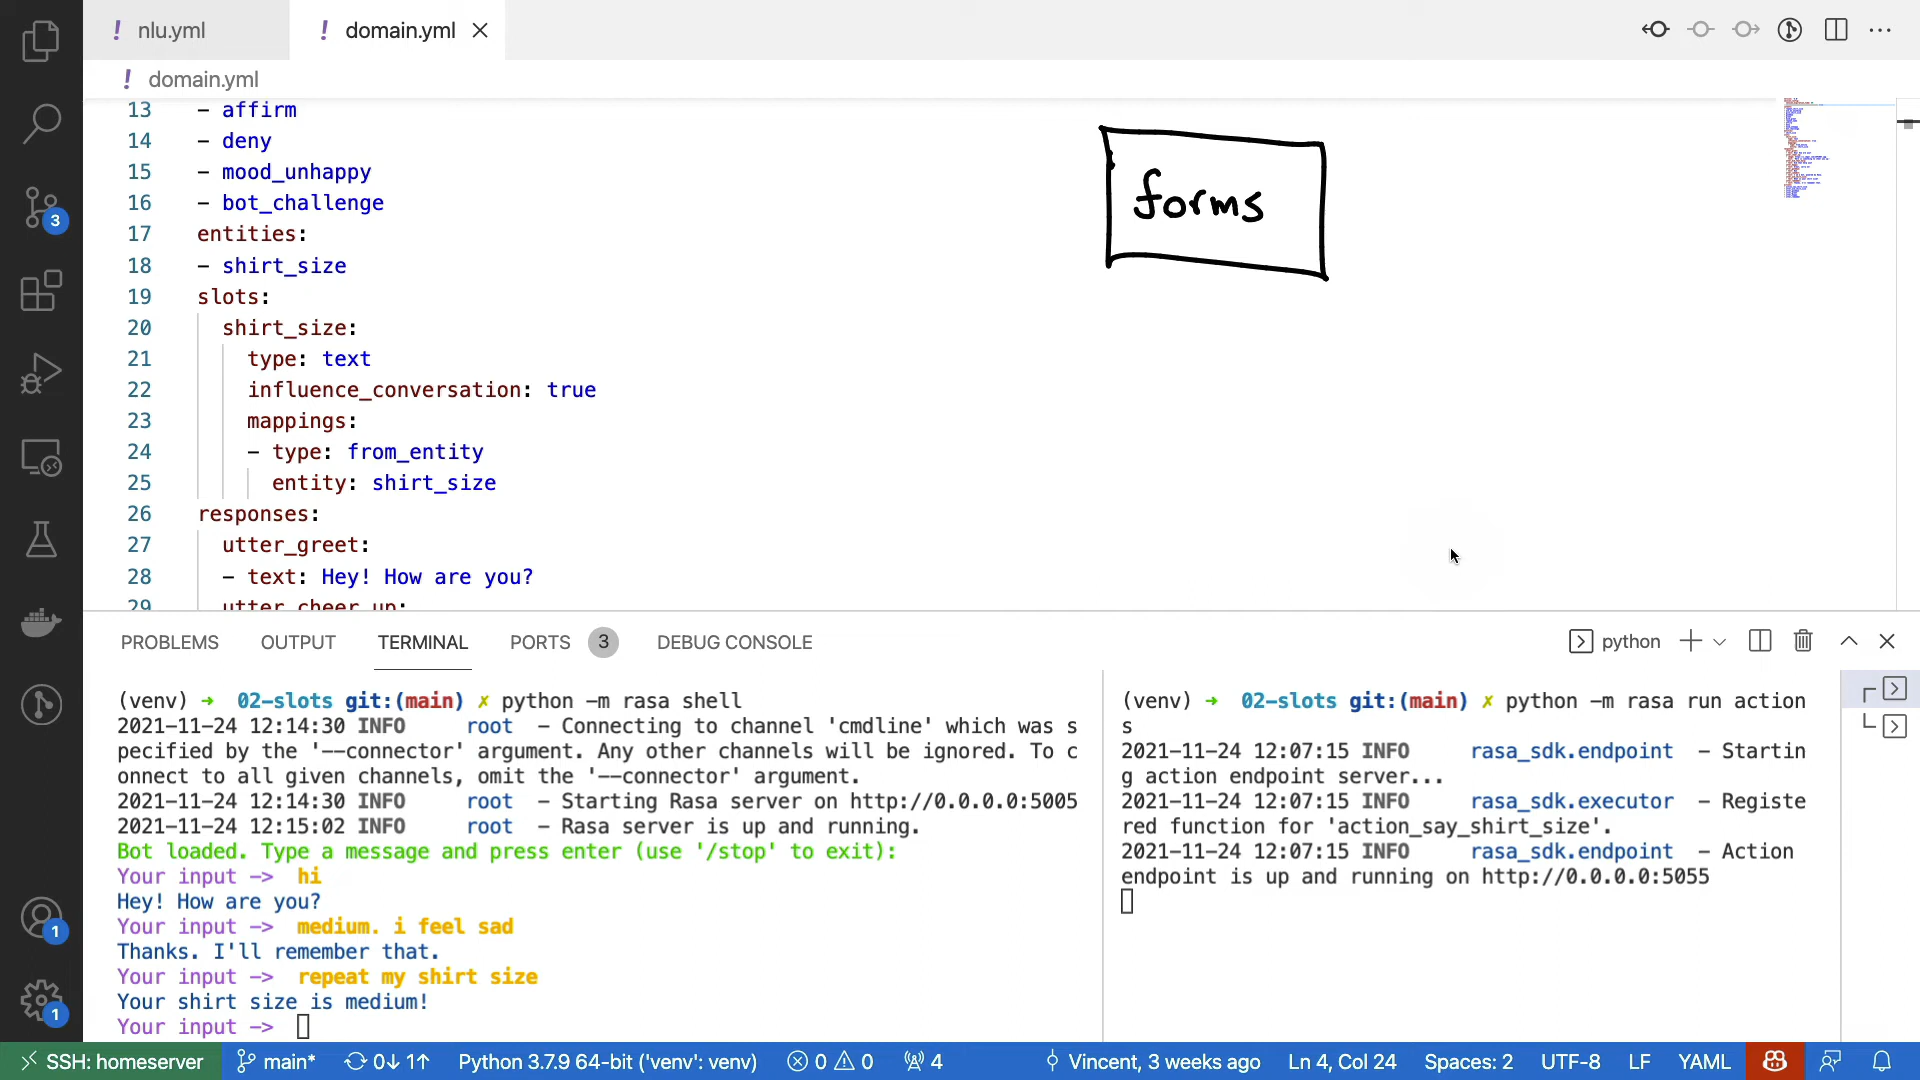 nlu.yml
domain.yml
domain.yml
13 - affirm
14 - deny
15 - mood_unhappy
16 - bot_challenge
17 entities:
18 - shirt_size
19 slots:
20 shirt_size:
21 type: text
22 influence_conversation: true
23 mappings:
24 - type: from_entity
25 entity: shirt_size
26 responses:
27 utter_greet:
28 - text: Hey! How are you?
29 utter_cheer_up:
forms
3
1
1
PROBLEMS OUTPUT TERMINAL PORTS 3 DEBUG CONSOLE
python
(venv) → 02-slots git:(main) ✗ python -m rasa shell
2021-11-24 12:14:30 INFO root - Connecting to channel 'cmdline' which was s
pecified by the '--connector' argument. Any other channels will be ignored. To c
onnect to all given channels, omit the '--connector' argument.
2021-11-24 12:14:30 INFO root - Starting Rasa server on http://0.0.0.0:5005
2021-11-24 12:15:02 INFO root - Rasa server is up and running.
Bot loaded. Type a message and press enter (use '/stop' to exit):
Your input -> hi
Hey! How are you?
Your input -> medium. i feel sad
Thanks. I'll remember that.
Your input -> repeat my shirt size
Your shirt size is medium!
Your input ->
(venv) → 02-slots git:(main) ✗ python -m rasa run action
s
2021-11-24 12:07:15 INFO rasa_sdk.endpoint - Startin
g action endpoint server...
2021-11-24 12:07:15 INFO rasa_sdk.executor - Registe
red function for 'action_say_shirt_size'.
2021-11-24 12:07:15 INFO rasa_sdk.endpoint - Action
endpoint is up and running on http://0.0.0.0:5055
SSH: homeserver main* 0↓ 1↑ Python 3.7.9 64-bit ('venv': venv) 0 0 4 Vincent, 3 weeks ago Ln 4, Col 24 Spaces: 2 UTF-8 LF YAML